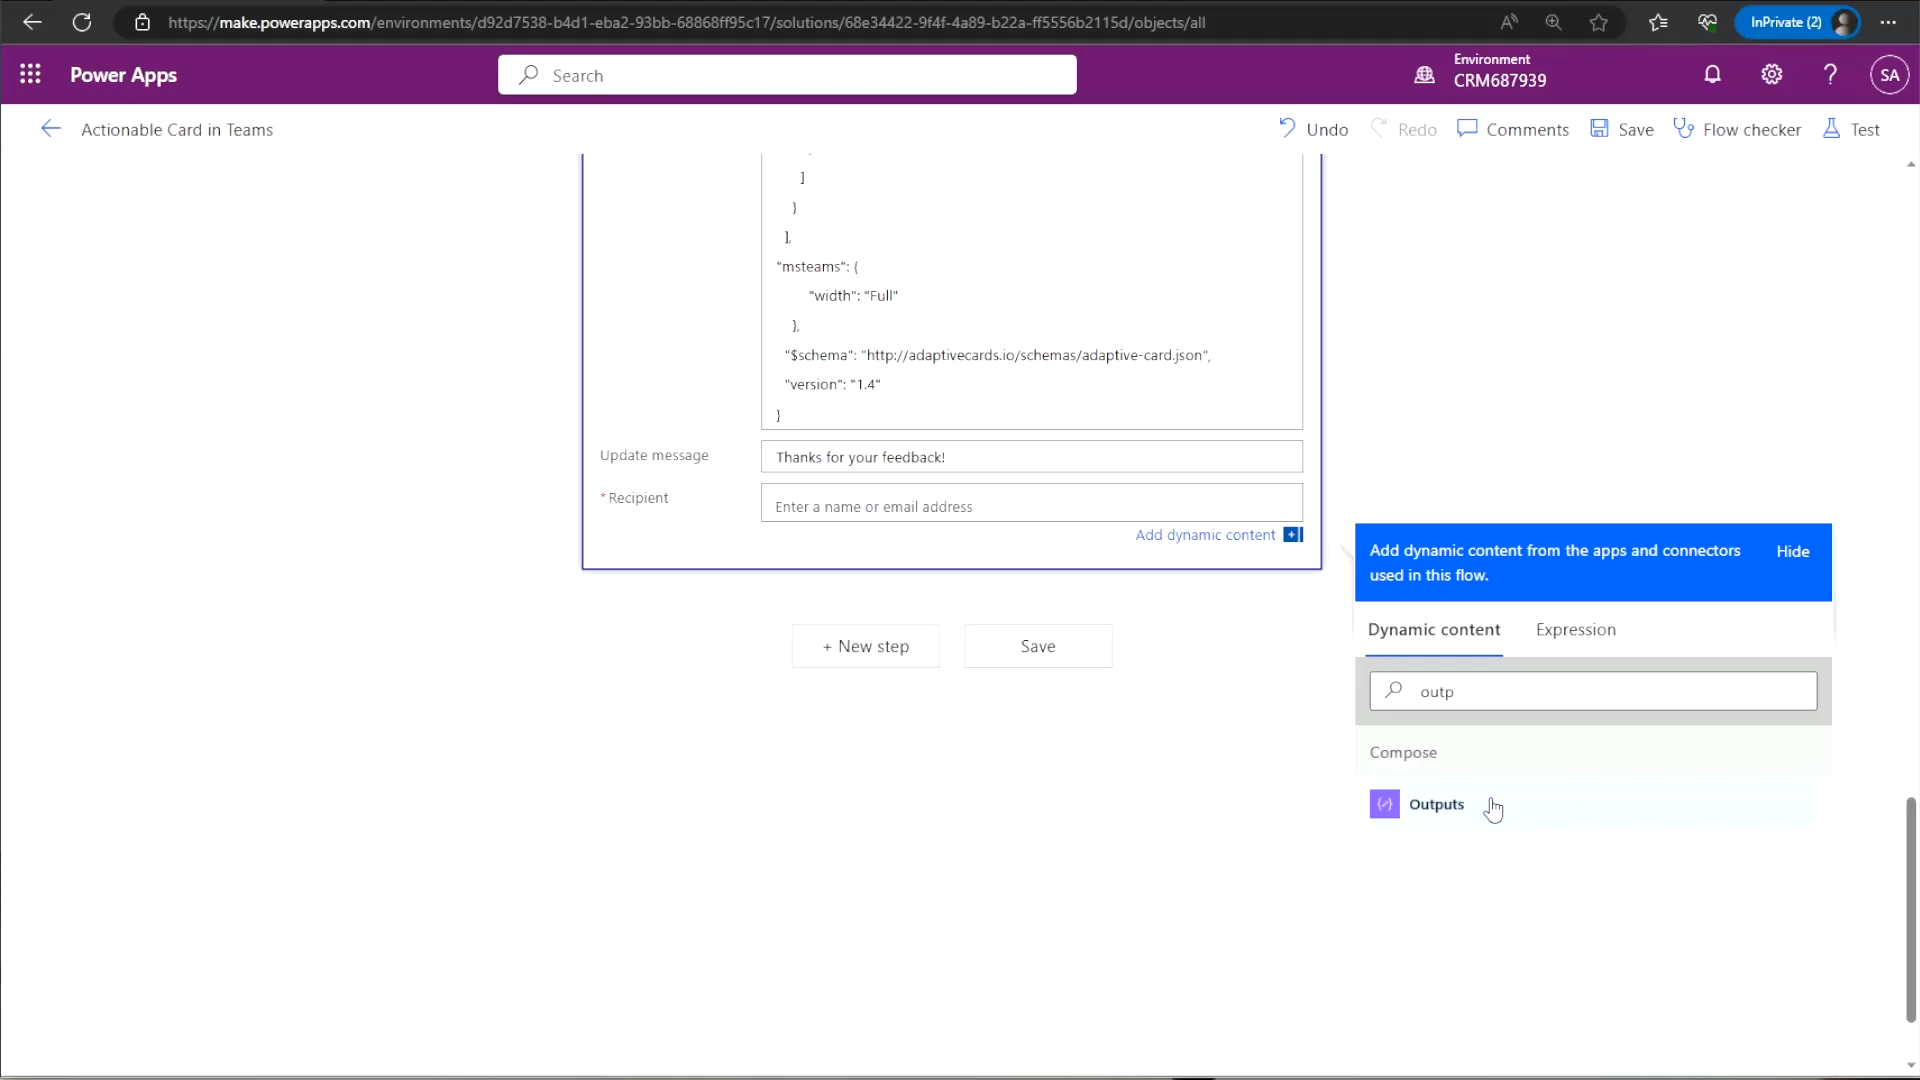 https://make.powerapps.com/environments/d92d7538-b4d1-eba2-93bb-68868ff95c17/solutions/68e34422-9f4f-4a89-b22a-ff5556b2115d/objects/all
InPrivate (2)
Power Apps
Search
Environment
CRM687939
SA
Actionable Card in Teams
Undo
Redo
Comments
Save
Flow checker
Test
]
}
],
"msteams": {
"width": "Full"
},
"$schema": "http://adaptivecards.io/schemas/adaptive-card.json",
"version": "1.4"
}
Update message
Thanks for your feedback!
* Recipient
Enter a name or email address
Add dynamic content
+ New step
Save
Add dynamic content from the apps and connectors
used in this flow.
Hide
Dynamic content
Expression
outp
Compose
Outputs